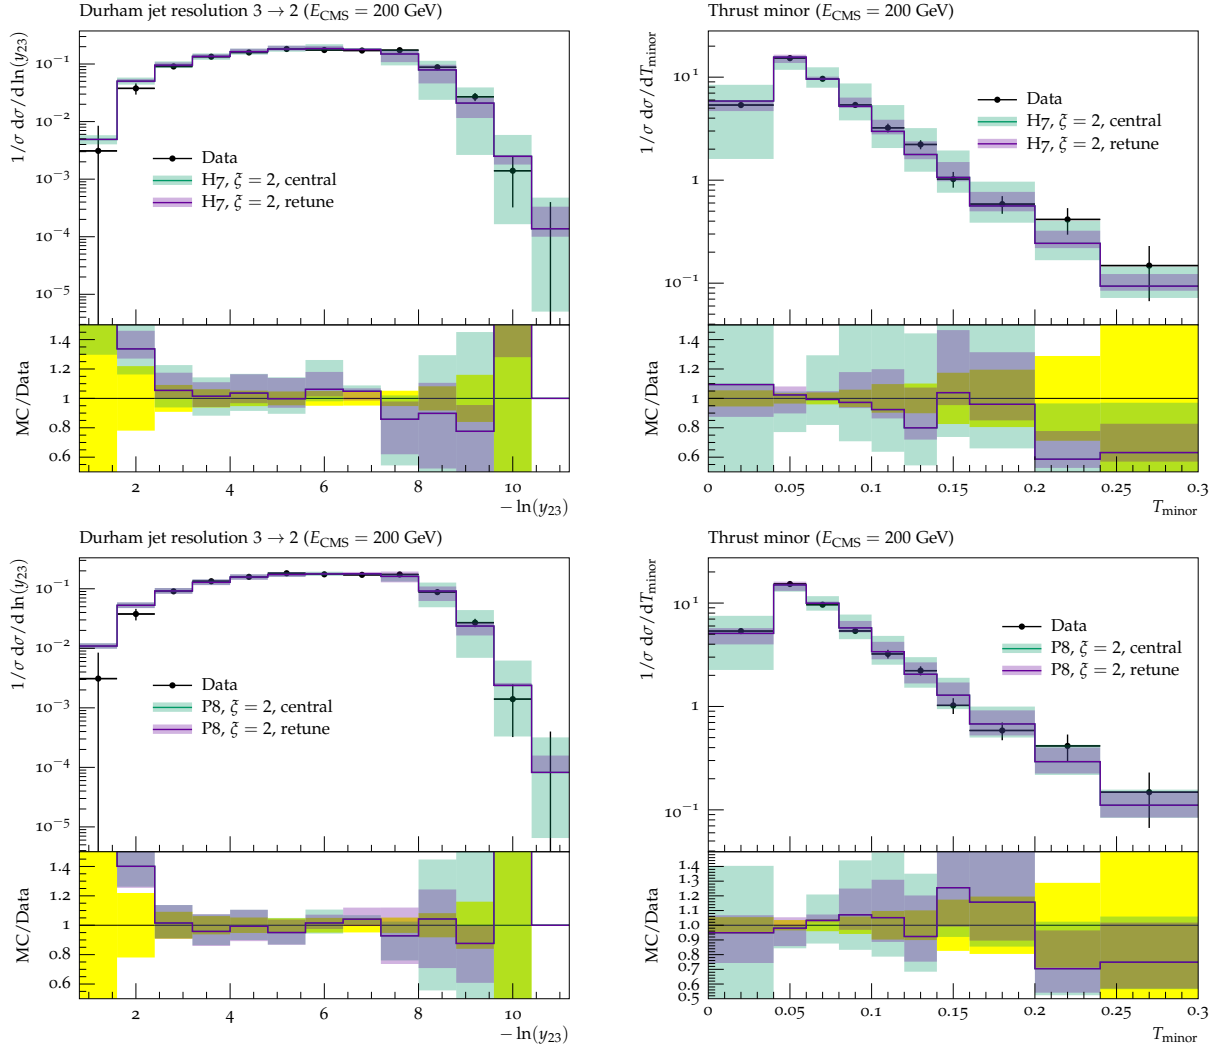 Durham jet resolution 3 → 2 (E_CMS = 200 GeV)
1/σ dσ/d ln(y_23)
10^−1
10^−2
10^−3
10^−4
10^−5
Data
H7, ξ = 2, central
H7, ξ = 2, retune
MC/Data
1.4
1.2
1
0.8
0.6
2 4 6 8 10
− ln(y_23)
Thrust minor (E_CMS = 200 GeV)
1/σ dσ/dT_minor
10^1
1
10^−1
Data
H7, ξ = 2, central
H7, ξ = 2, retune
MC/Data
1.4
1.2
1
0.8
0.6
0 0.05 0.1 0.15 0.2 0.25 0.3
T_minor
Durham jet resolution 3 → 2 (E_CMS = 200 GeV)
1/σ dσ/d ln(y_23)
10^−1
10^−2
10^−3
10^−4
10^−5
Data
P8, ξ = 2, central
P8, ξ = 2, retune
MC/Data
1.4
1.2
1
0.8
0.6
2 4 6 8 10
− ln(y_23)
Thrust minor (E_CMS = 200 GeV)
1/σ dσ/dT_minor
10^1
1
10^−1
Data
P8, ξ = 2, central
P8, ξ = 2, retune
MC/Data
1.4
1.3
1.2
1.1
1.0
0.9
0.8
0.7
0.6
0.5
0 0.05 0.1 0.15 0.2 0.25 0.3
T_minor